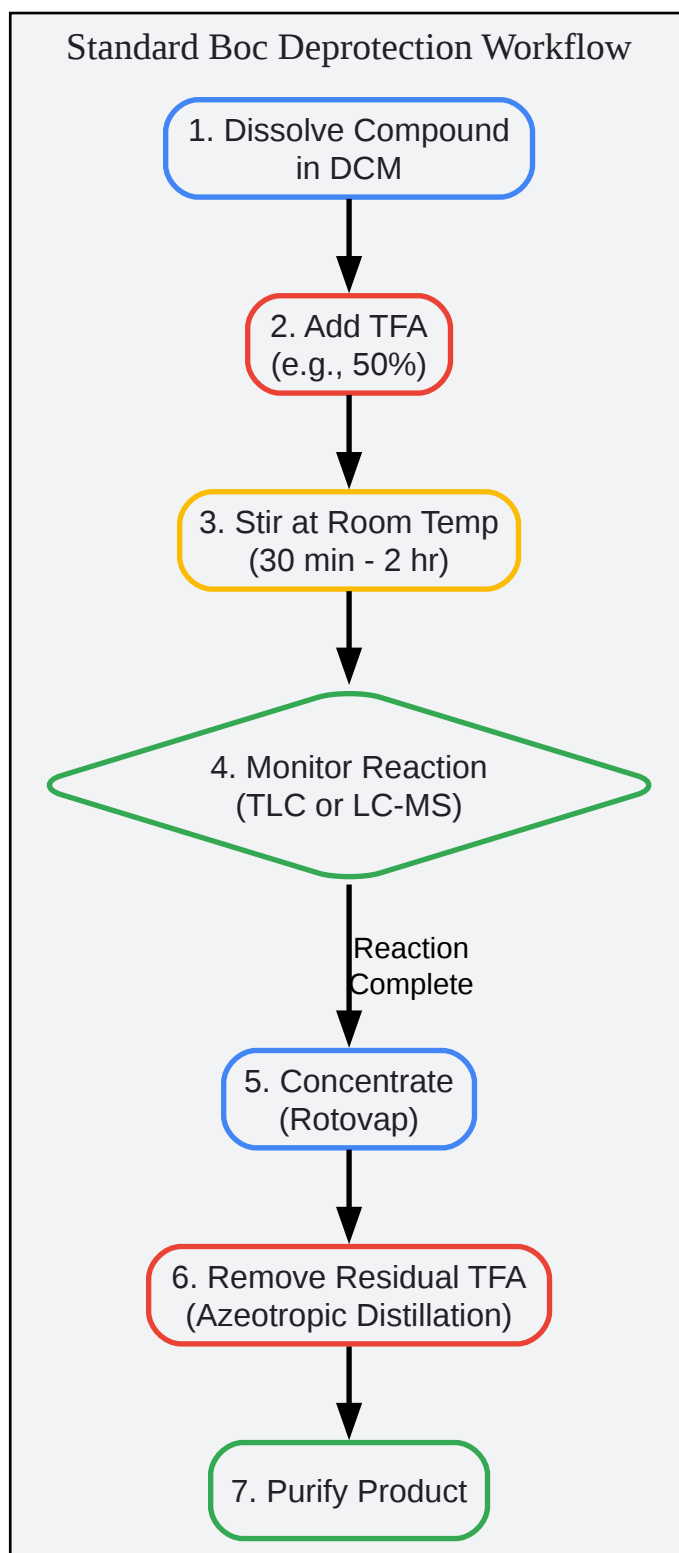 Standard Boc Deprotection Workflow
1. Dissolve Compound
in DCM
2. Add TFA
(e.g., 50%)
3. Stir at Room Temp
(30 min - 2 hr)
4. Monitor Reaction
(TLC or LC-MS)
Reaction
Complete
5. Concentrate
(Rotovap)
6. Remove Residual TFA
(Azeotropic Distillation)
7. Purify Product